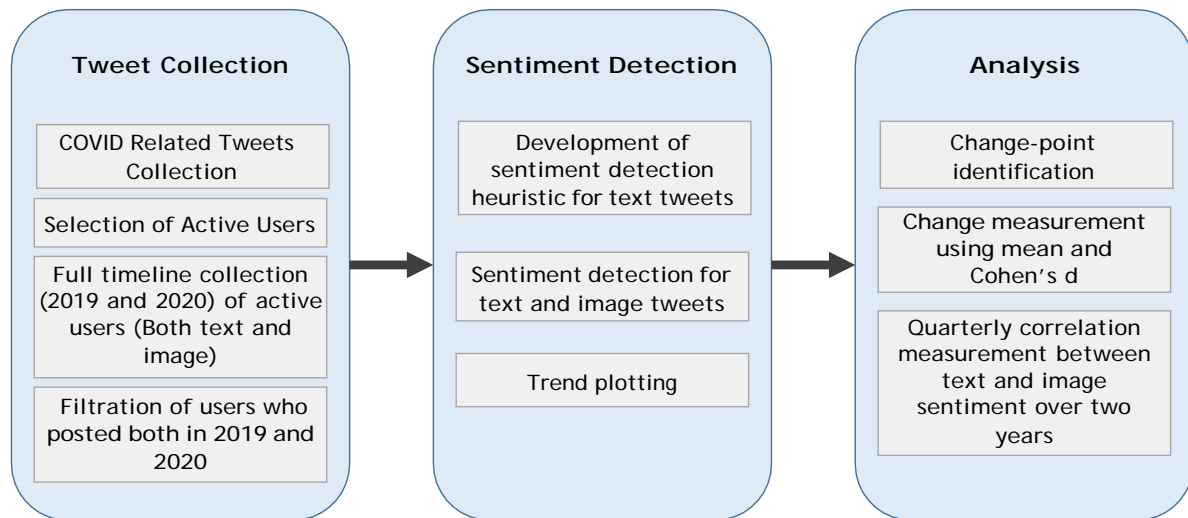 Tweet Collection
COVID Related Tweets
Collection
Selection of Active Users
Full timeline collection
(2019 and 2020) of active
users (Both text and
image)
Filtration of users who
posted both in 2019 and
2020
Sentiment Detection
Development of
sentiment detection
heuristic for text tweets
Sentiment detection for
text and image tweets
Trend plotting
Analysis
Change-point
identification
Change measurement
using mean and
Cohen's d
Quarterly correlation
measurement between
text and image
sentiment over two
years